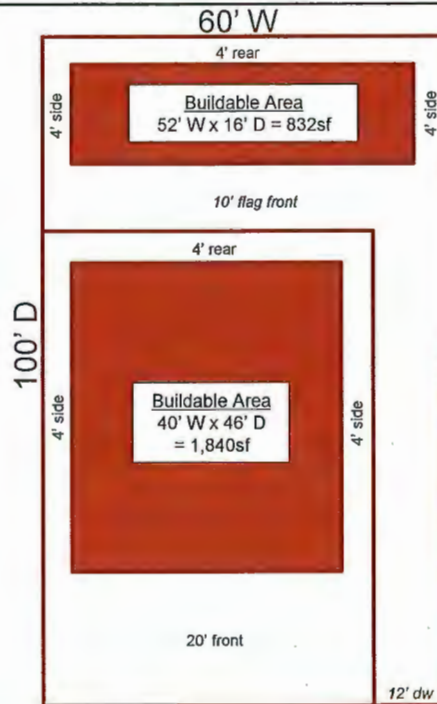 60' W
4' rear
4' side
Buildable Area
52' W x 16' D = 832sf
4' side
10' flag front
100' D
4' rear
4' side
Buildable Area
40' W x 46' D
= 1,840sf
4' side
20' front
12' dw